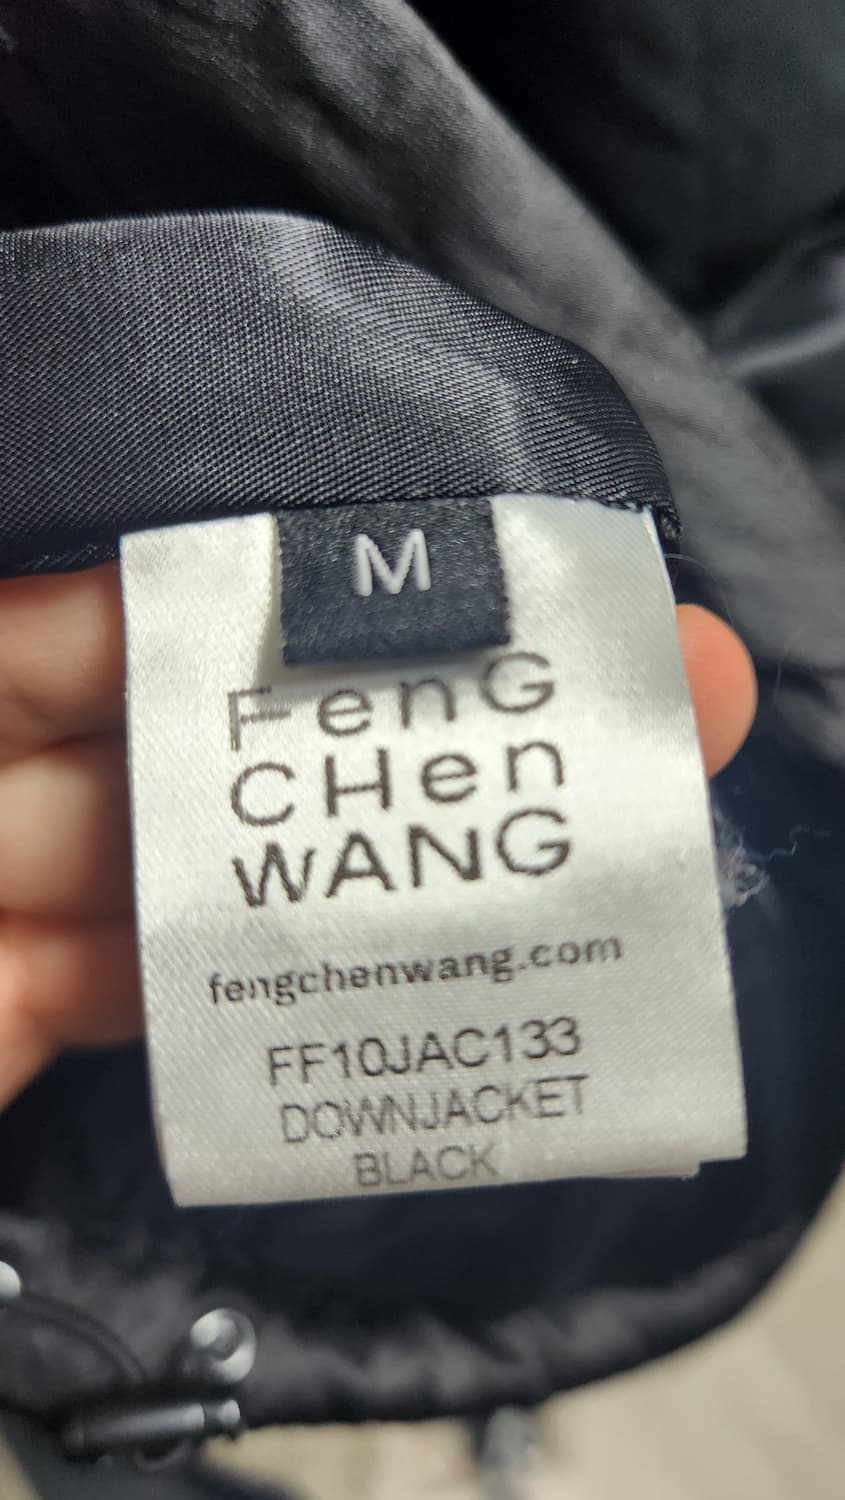 M
FenG
CHen
WANG
fengchenwang.com
FF10JAC133
DOWNJACKET
BLACK